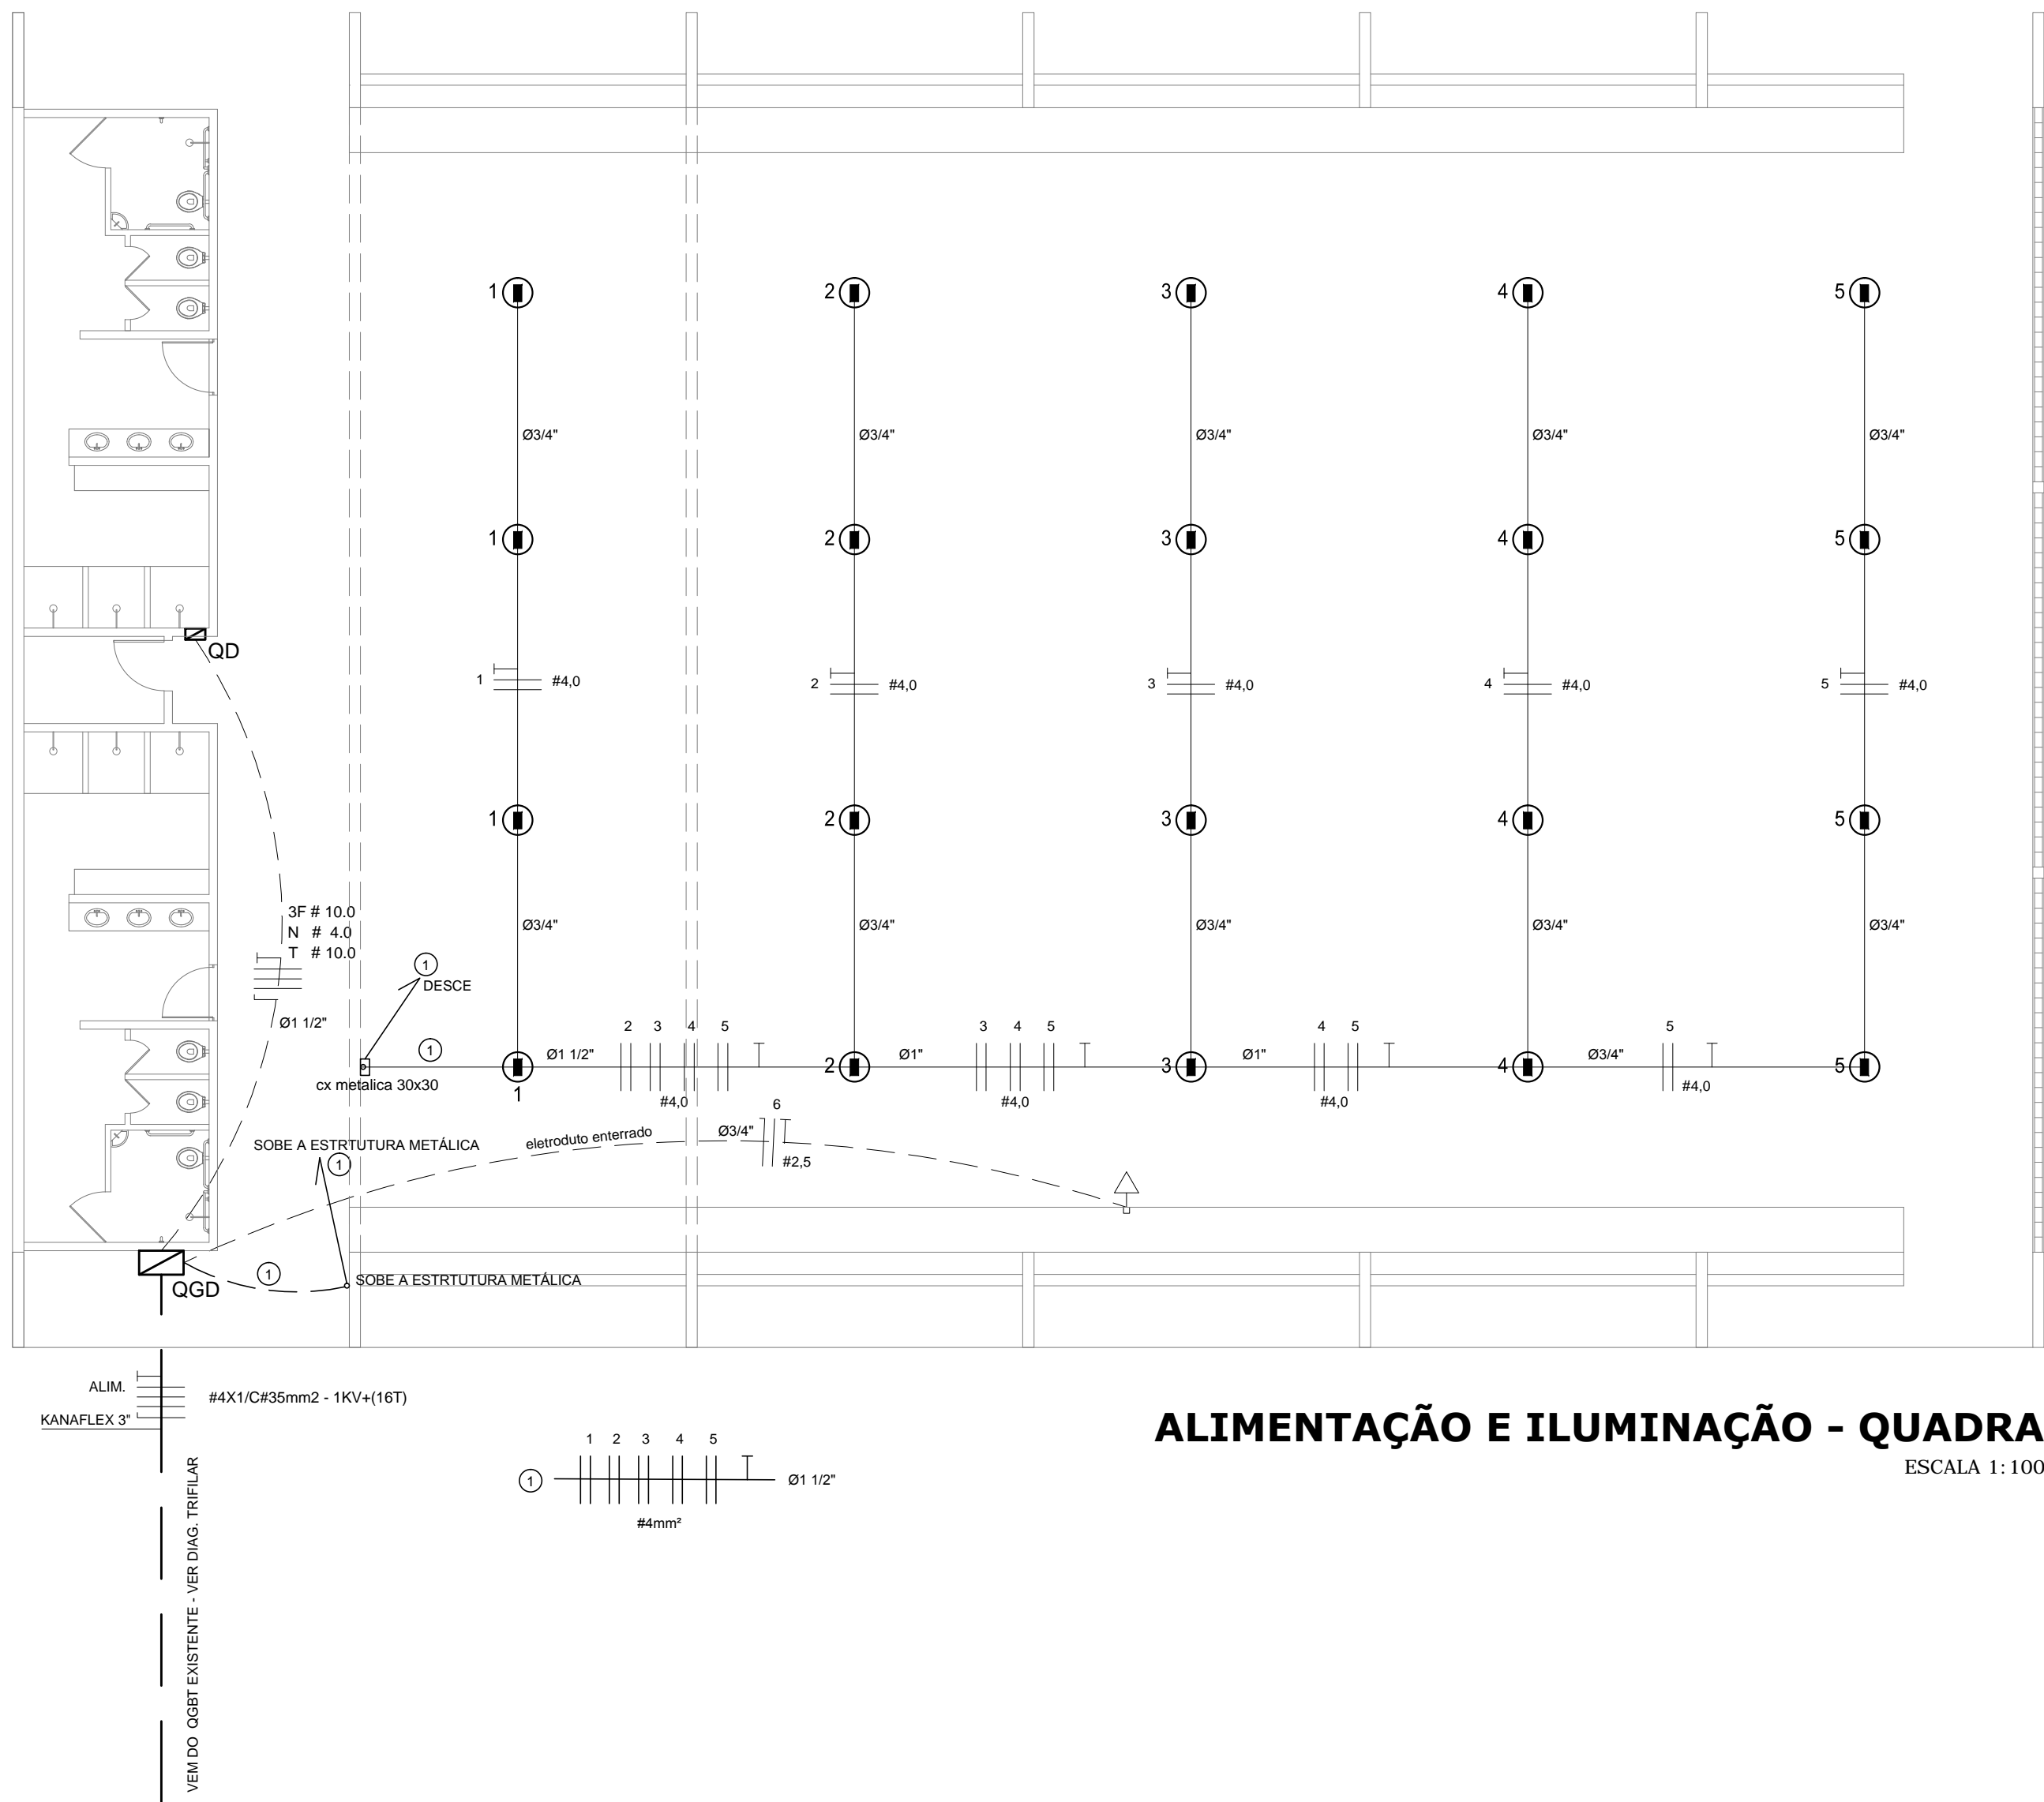 1 2 3 4 5
Ø3/4" Ø3/4" Ø3/4" Ø3/4" Ø3/4"
1 2 3 4 5
QD
1 #4,0 2 #4,0 3 #4,0 4 #4,0 5 #4,0
1 2 3 4 5
3F # 10.0
N # 4.0
T # 10.0
Ø3/4" Ø3/4" Ø3/4" Ø3/4" Ø3/4"
1
DESCE
Ø1 1/2"
2 3 4 5 3 4 5 4 5 5
1
Ø1 1/2" Ø1" Ø1" Ø3/4"
2 3 4 5
cx metalica 30x30
1
#4,0 #4,0 #4,0 #4,0
6
Ø3/4"
eletroduto enterrado
SOBE A ESTRTUTURA METÁLICA
1
#2,5
1
SOBE A ESTRTUTURA METÁLICA
QGD
ALIM.
#4X1/C#35mm2 - 1KV+(16T)
KANAFLEX 3"
VEM DO QGBT EXISTENTE - VER DIAG. TRIFILAR
1 2 3 4 5
1
Ø1 1/2"
#4mm²
ALIMENTAÇÃO E ILUMINAÇÃO - QUADRA
ESCALA 1:100